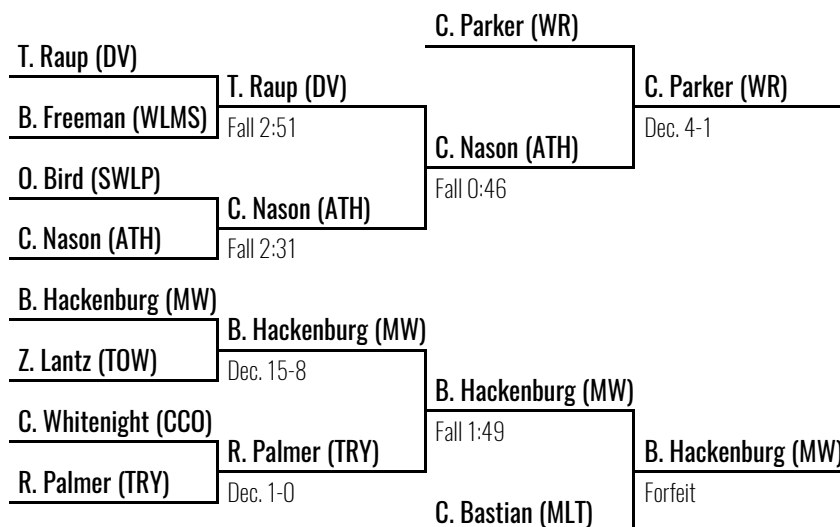 C. Parker (WR)
T. Raup (DV)
T. Raup (DV)
C. Parker (WR)
B. Freeman (WLMS)
Fall 2:51
Dec. 4-1
C. Nason (ATH)
O. Bird (SWLP)
Fall 0:46
C. Nason (ATH)
C. Nason (ATH)
Fall 2:31
B. Hackenburg (MW)
B. Hackenburg (MW)
Z. Lantz (TOW)
Dec. 15-8
B. Hackenburg (MW)
C. Whitenight (CCO)
Fall 1:49
R. Palmer (TRY)
B. Hackenburg (MW)
R. Palmer (TRY)
Dec. 1-0
Forfeit
C. Bastian (MLT)